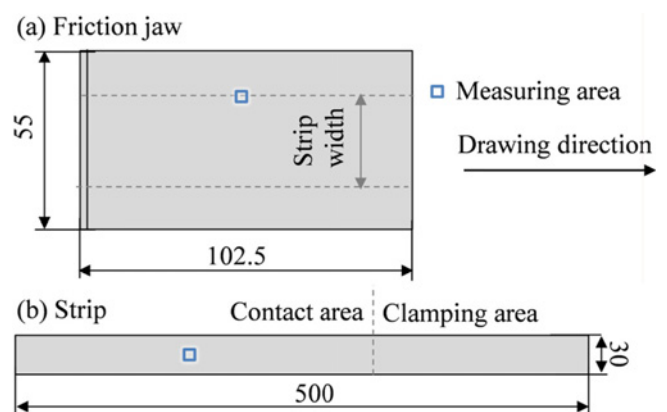 (a) Friction jaw
55
Strip
width
Measuring area
Drawing direction
102.5
(b) Strip
Contact area
Clamping area
30
500